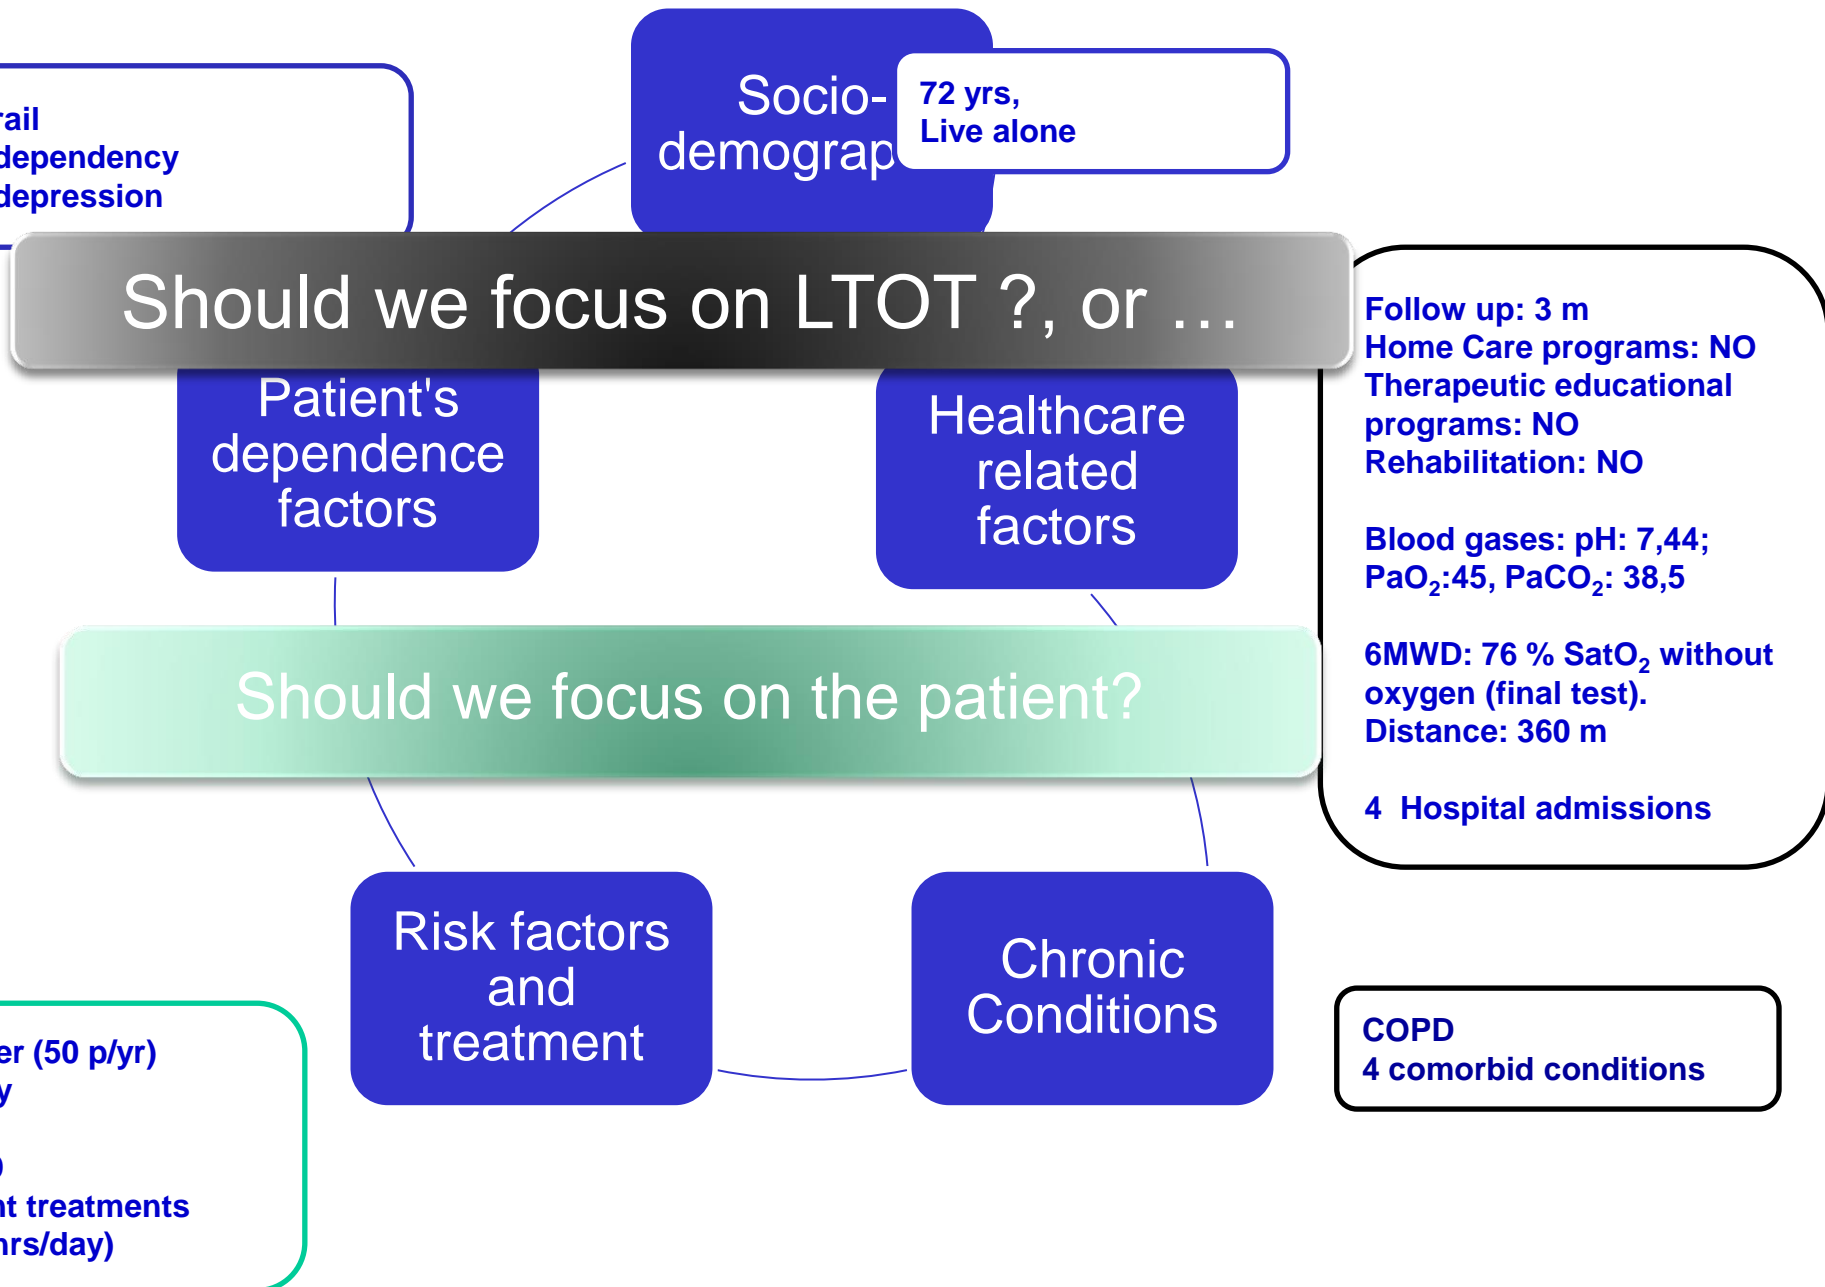 Socio-
demograp
72 yrs,
Live alone
rail
dependency
depression
Should we focus on LTOT ?, or …
Patient's
dependence
factors
Healthcare
related
factors
Follow up: 3 m
Home Care programs: NO
Therapeutic educational
programs: NO
Rehabilitation: NO
Blood gases: pH: 7,44;
PaO₂:45, PaCO₂: 38,5
6MWD: 76 % SatO₂ without
oxygen (final test).
Distance: 360 m
4 Hospital admissions
Should we focus on the patient?
Risk factors
and
treatment
Chronic
Conditions
COPD
4 comorbid conditions
er (50 p/yr)
y
)
nt treatments
hrs/day)